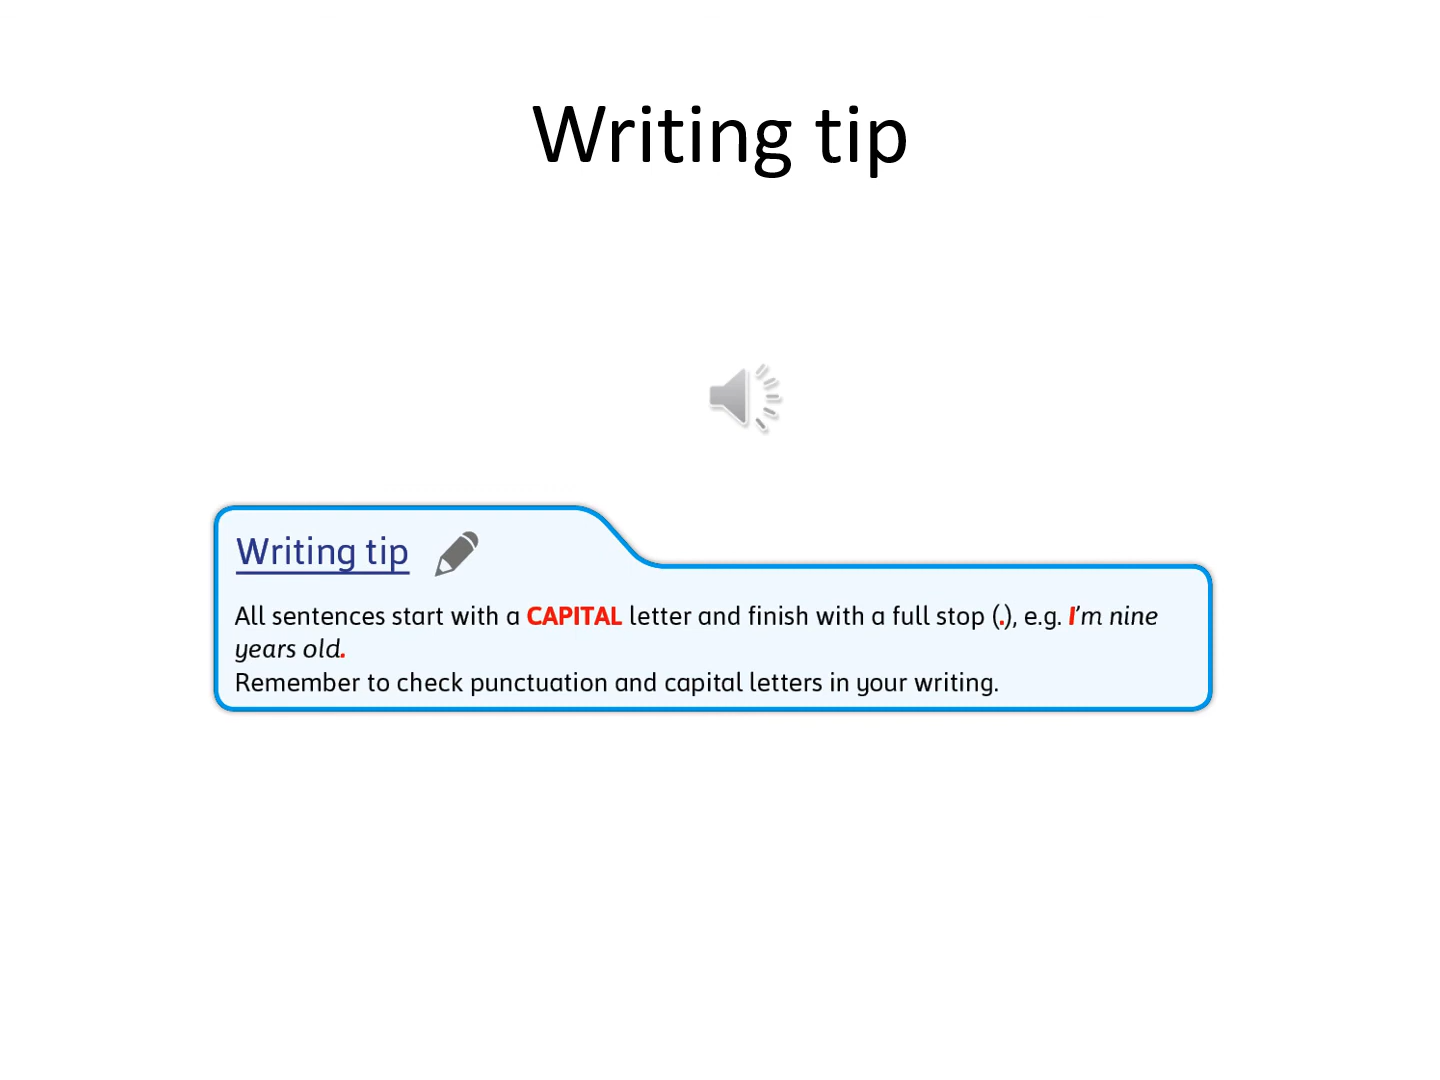 Writing tip
Writing tip
All sentences start with a CAPITAL letter and finish with a full stop (.), e.g. I’m nine
years old.
Remember to check punctuation and capital letters in your writing.